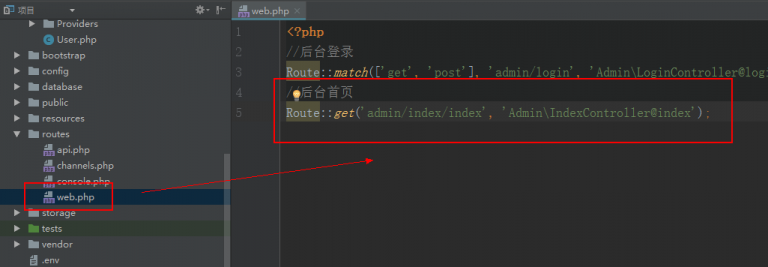 项目
Providers
User.php
bootstrap
config
database
public
resources
routes
api.php
channels.php
console.php
web.php
storage
tests
vendor
.env
web.php
1 <?php
2 //后台登录
3 Route::match(['get', 'post'], 'admin/login', 'Admin\LoginController@logi
4 //后台首页
5 Route::get('admin/index/index', 'Admin\IndexController@index');